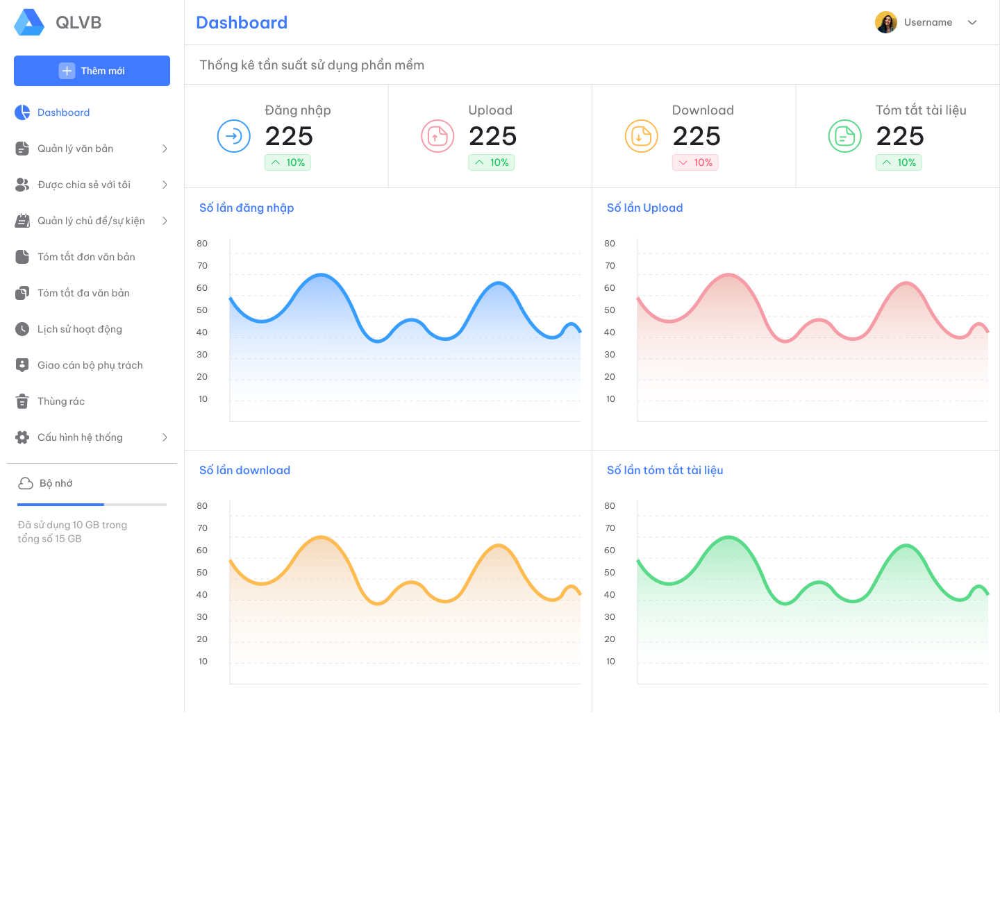 QLVB
Thêm mới
Dashboard
Quản lý văn bản
Được chia sẻ với tôi
Quản lý chủ đề/sự kiện
Tóm tắt đơn văn bản
Tóm tắt đa văn bản
Lịch sử hoạt động
Giao cán bộ phụ trách
Thùng rác
Cấu hình hệ thống
Bộ nhớ
Đã sử dụng 10 GB trong
tổng số 15 GB
Dashboard
Username
Thống kê tần suất sử dụng phần mềm
Đăng nhập
225
10%
Upload
225
10%
Download
225
10%
Tóm tắt tài liệu
225
10%
Số lần đăng nhập
80
70
60
50
40
30
20
10
Số lần Upload
80
70
60
50
40
30
20
10
Số lần download
80
70
60
50
40
30
20
10
Số lần tóm tắt tài liệu
80
70
60
50
40
30
20
10